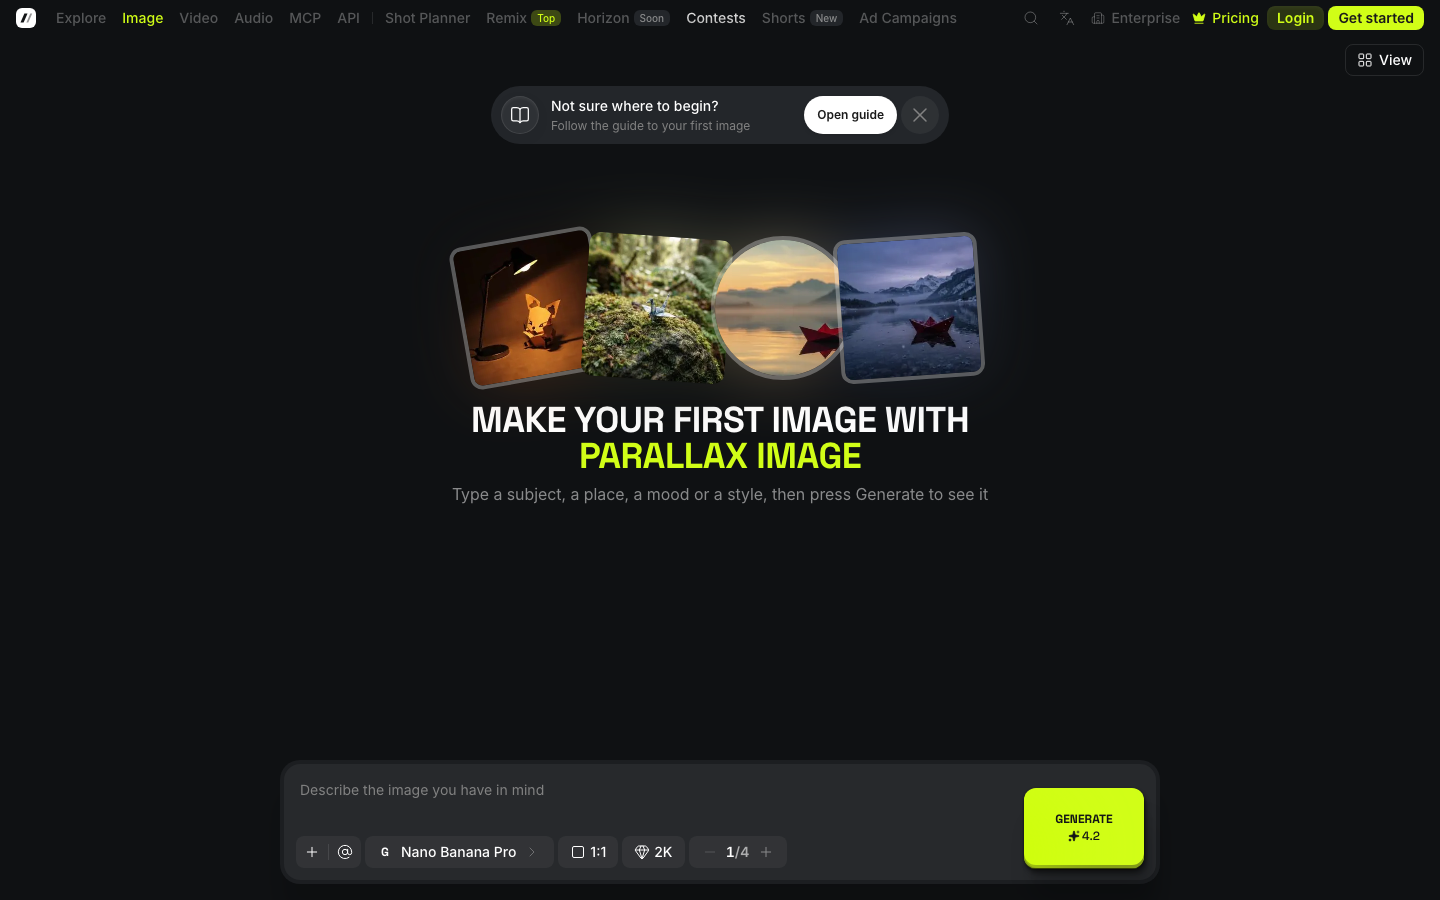 Explore Image Video Audio MCP API Shot Planner Remix Top Horizon Soon Contests Shorts New Ad Campaigns Enterprise Pricing Login Get started
View
Not sure where to begin?
Follow the guide to your first image
Open guide
MAKE YOUR FIRST IMAGE WITH
PARALLAX IMAGE
Type a subject, a place, a mood or a style, then press Generate to see it
Describe the image you have in mind
GENERATE
4.2
G Nano Banana Pro 1:1 2K 1/4